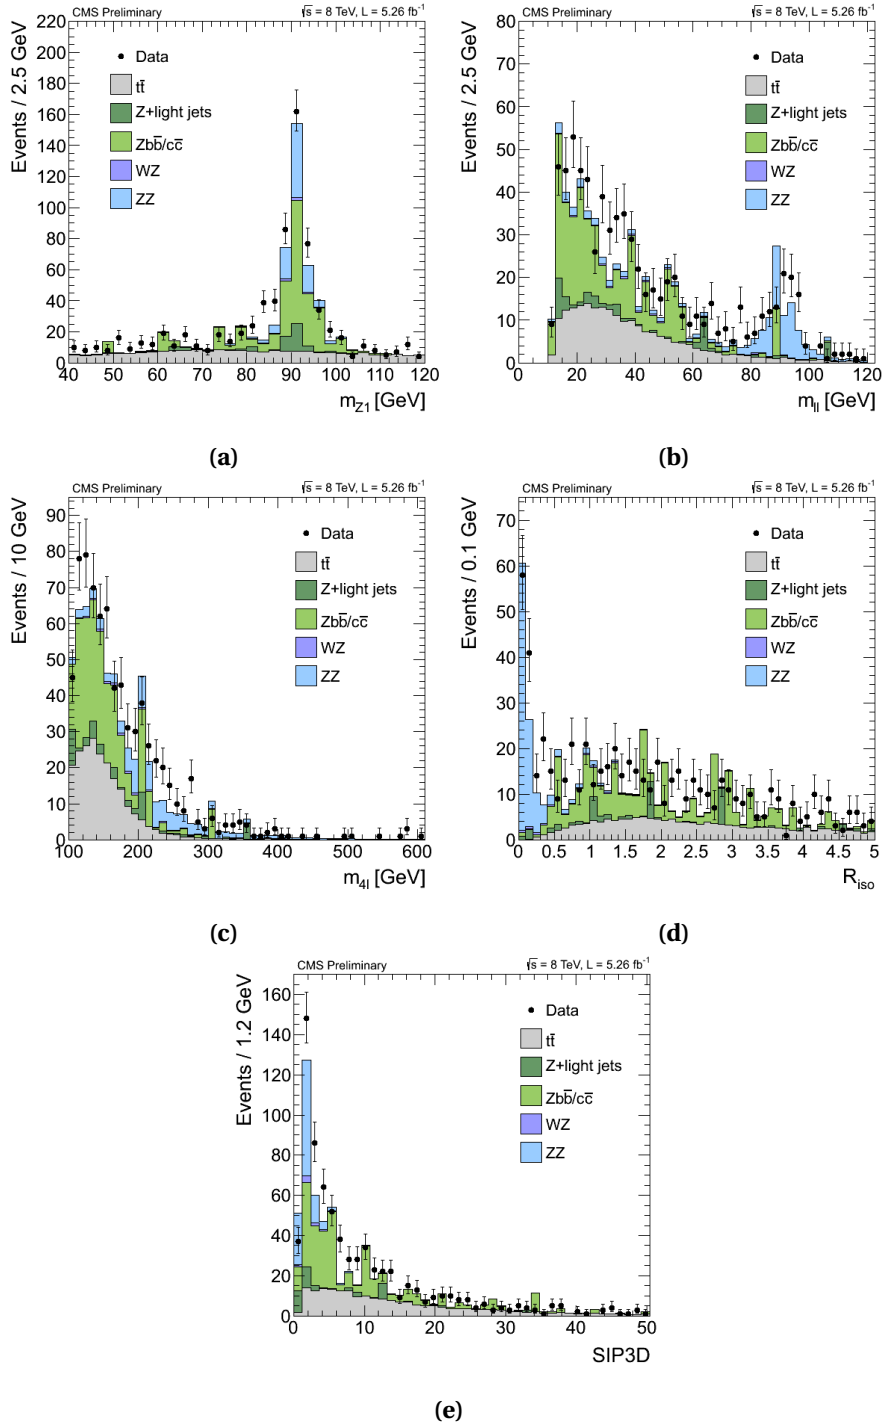 CMS Preliminary √s = 8 TeV, L = 5.26 fb⁻¹
Events / 2.5 GeV
220
200
180
160
140
120
100
80
60
40
20
0
Data
tt̄
Z+light jets
Zbb̄/cc̄
WZ
ZZ
40 50 60 70 80 90 100 110 120
m_Z1 [GeV]
(a)
CMS Preliminary √s = 8 TeV, L = 5.26 fb⁻¹
Events / 2.5 GeV
80
70
60
50
40
30
20
10
0
Data
tt̄
Z+light jets
Zbb̄/cc̄
WZ
ZZ
0 20 40 60 80 100 120
m_ll [GeV]
(b)
CMS Preliminary √s = 8 TeV, L = 5.26 fb⁻¹
Events / 10 GeV
90
80
70
60
50
40
30
20
10
0
Data
tt̄
Z+light jets
Zbb̄/cc̄
WZ
ZZ
100 200 300 400 500 600
m_4l [GeV]
(c)
CMS Preliminary √s = 8 TeV, L = 5.26 fb⁻¹
Events / 0.1 GeV
70
60
50
40
30
20
10
0
Data
tt̄
Z+light jets
Zbb̄/cc̄
WZ
ZZ
0 0.5 1 1.5 2 2.5 3 3.5 4 4.5 5
R_iso
(d)
CMS Preliminary √s = 8 TeV, L = 5.26 fb⁻¹
Events / 1.2 GeV
160
140
120
100
80
60
40
20
0
Data
tt̄
Z+light jets
Zbb̄/cc̄
WZ
ZZ
0 10 20 30 40 50
SIP3D
(e)